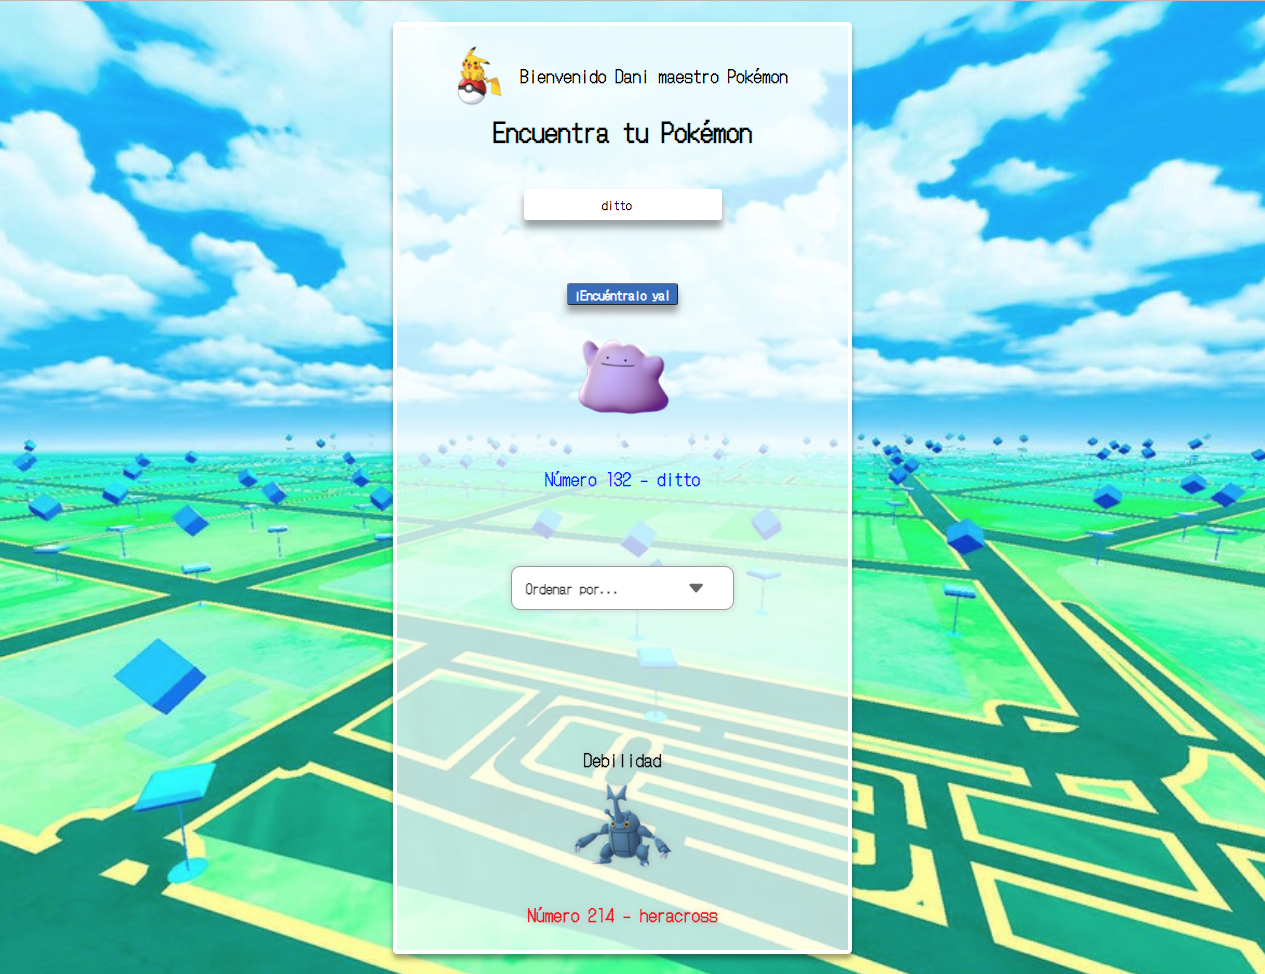 Bienvenido Dani maestro Pokémon
Encuentra tu Pokémon
ditto
¡Encuéntralo ya!
Número 132 - ditto
Ordenar por...
Debilidad
Número 214 - heracross